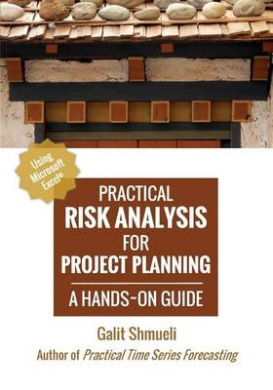 Using
Microsoft
Excel®
PRACTICAL
RISK ANALYSIS
FOR
PROJECT PLANNING
A HANDS~ON GUIDE
Galit Shmueli
Author of Practical Time Series Forecasting